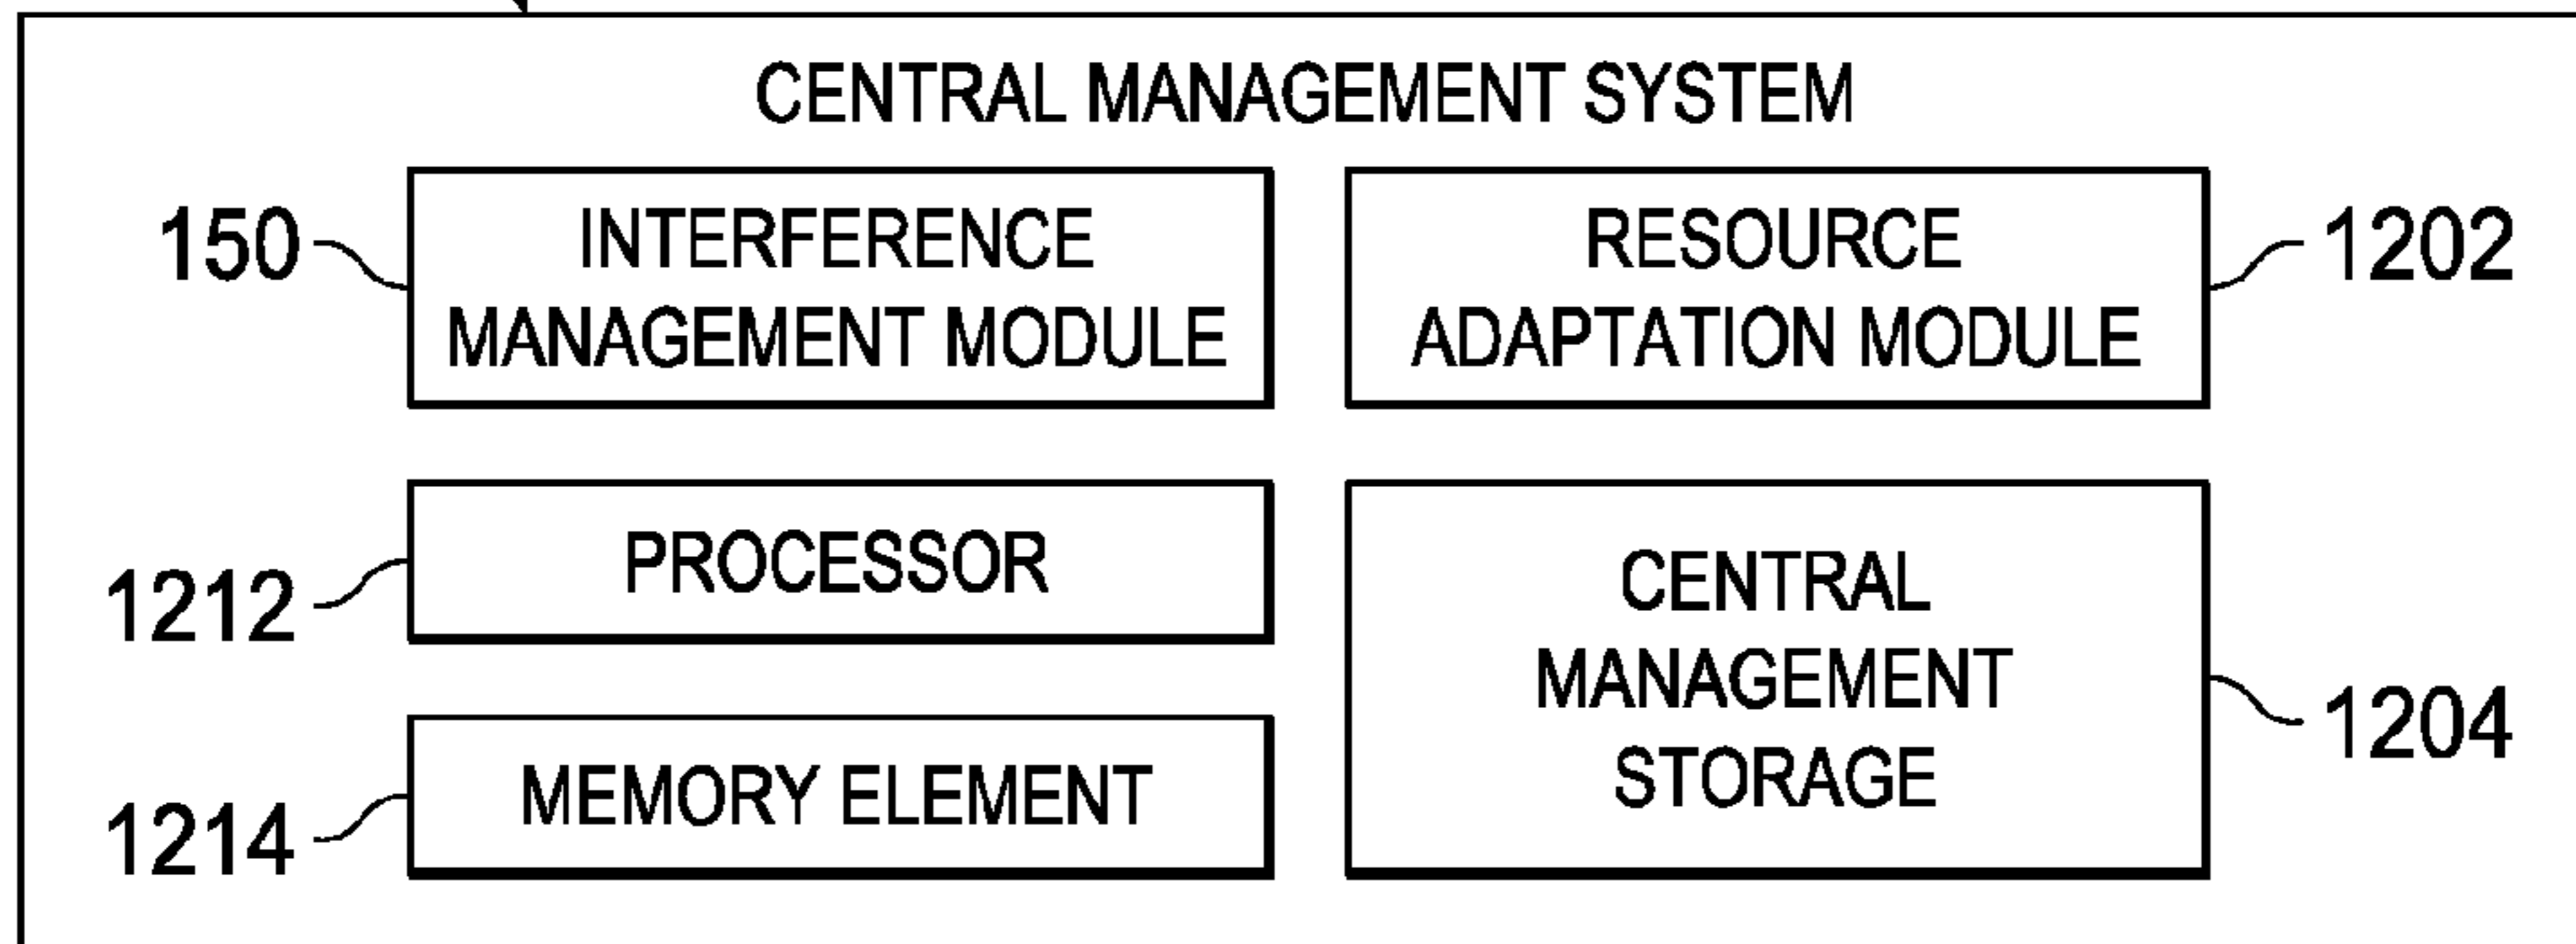 CENTRAL MANAGEMENT SYSTEM
150
INTERFERENCE
MANAGEMENT MODULE
RESOURCE
ADAPTATION MODULE
1202
1212
PROCESSOR
1214
MEMORY ELEMENT
CENTRAL
MANAGEMENT
STORAGE
1204